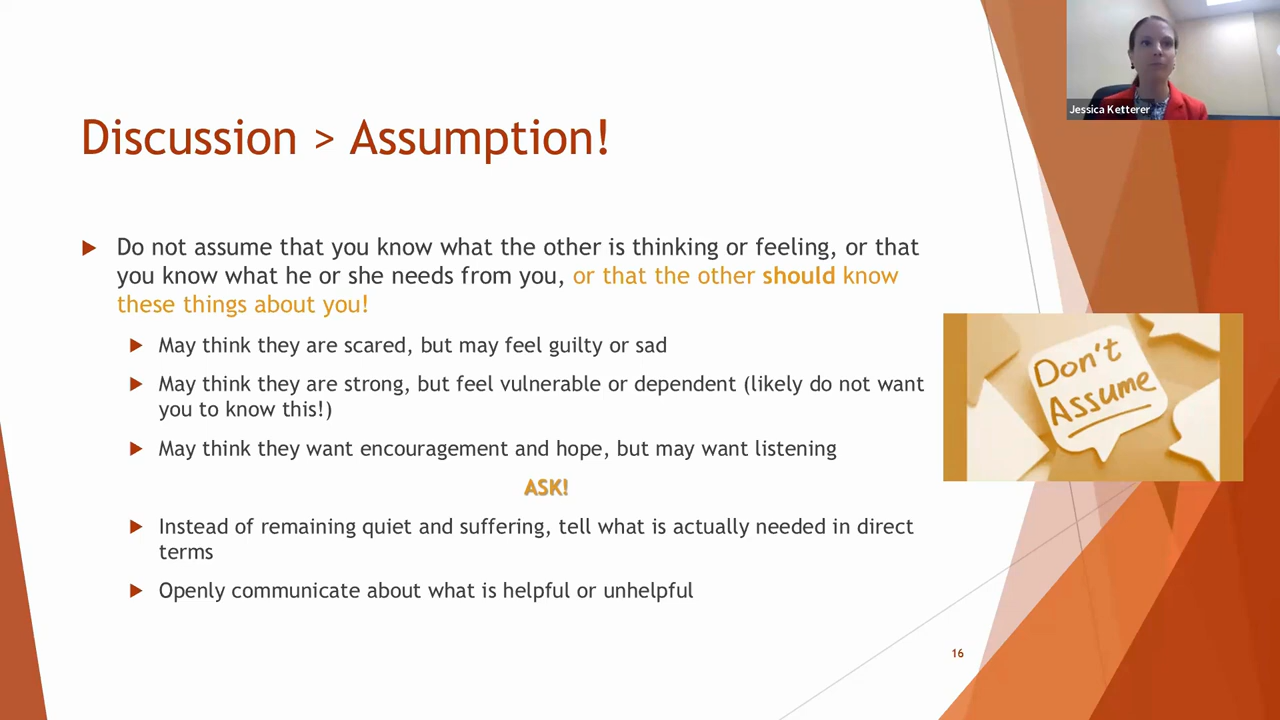 Jessica Ketterer
Discussion > Assumption!
Do not assume that you know what the other is thinking or feeling, or that
you know what he or she needs from you, or that the other should know
these things about you!
May think they are scared, but may feel guilty or sad
May think they are strong, but feel vulnerable or dependent (likely do not want
you to know this!)
May think they want encouragement and hope, but may want listening
ASK!
Instead of remaining quiet and suffering, tell what is actually needed in direct
terms
Openly communicate about what is helpful or unhelpful
Don't
Assume
16